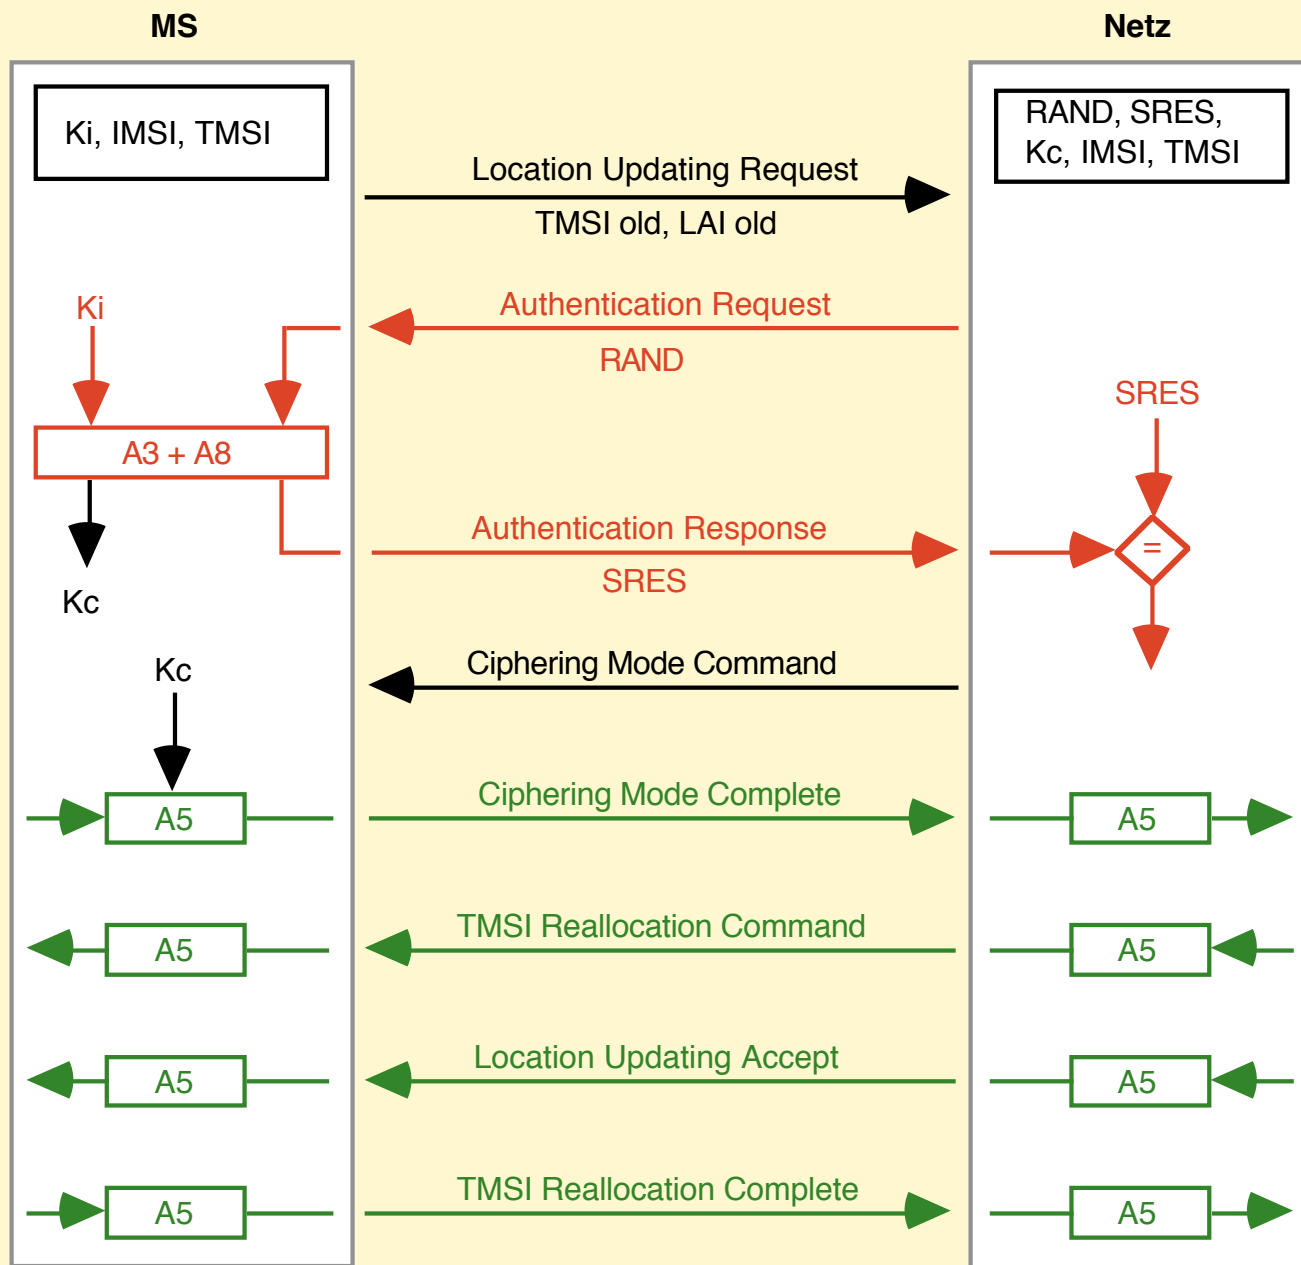 MS
Netz
Ki, IMSI, TMSI
RAND, SRES,
Kc, IMSI, TMSI
Location Updating Request
TMSI old, LAI old
Ki
Authentication Request
RAND
SRES
A3 + A8
Authentication Response
=
SRES
Kc
Ciphering Mode Command
Kc
Ciphering Mode Complete
A5
A5
TMSI Reallocation Command
A5
A5
Location Updating Accept
A5
A5
TMSI Reallocation Complete
A5
A5